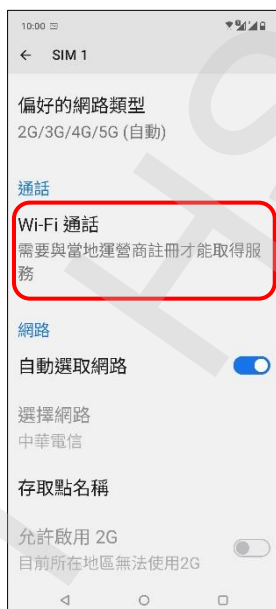 10:00
← SIM 1
偏好的網路類型
2G/3G/4G/5G (自動)
通話
Wi-Fi 通話
需要與當地運營商註冊才能取得服
務
網路
自動選取網路
選擇網路
中華電信
存取點名稱
允許啟用 2G
目前所在地區無法使用2G